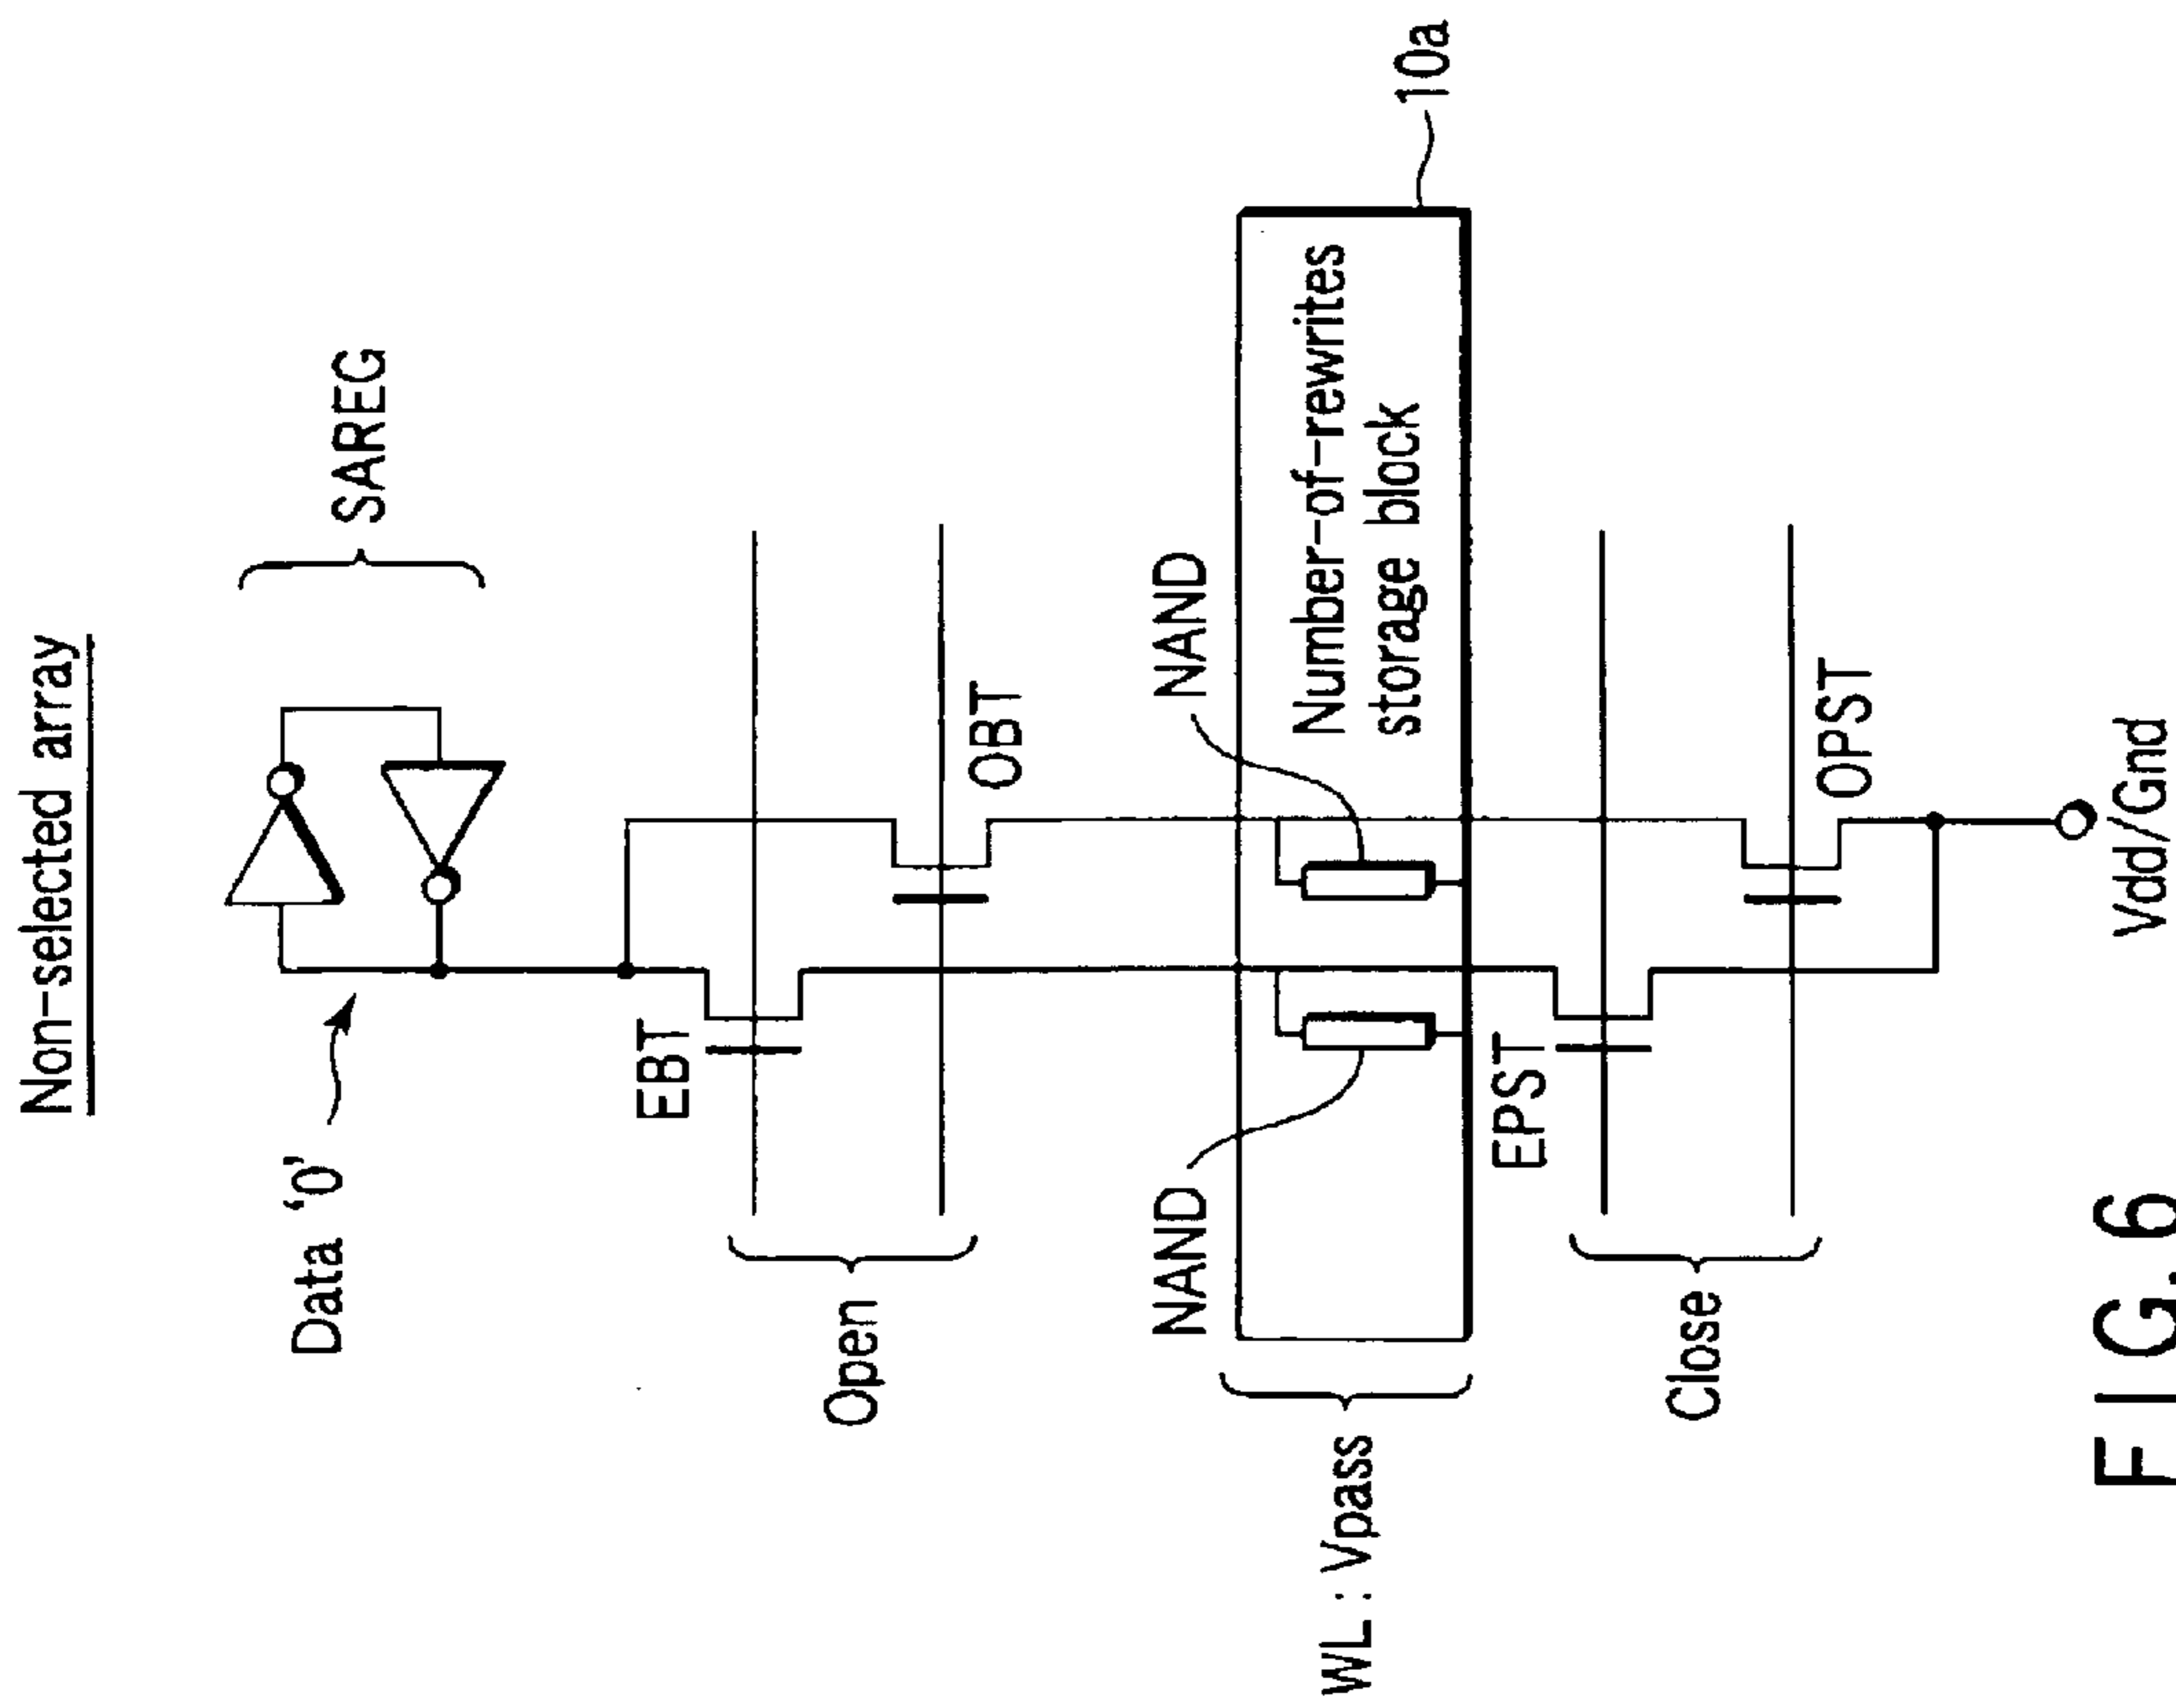 Non-selected array
SAREG
Data ‘0’
EBT
OBT
Open
NAND
NAND
Number-of-rewrites
storage block
10a
WL : Vpass
EPST
OPST
Close
Vdd/Gnd
FIG. 6